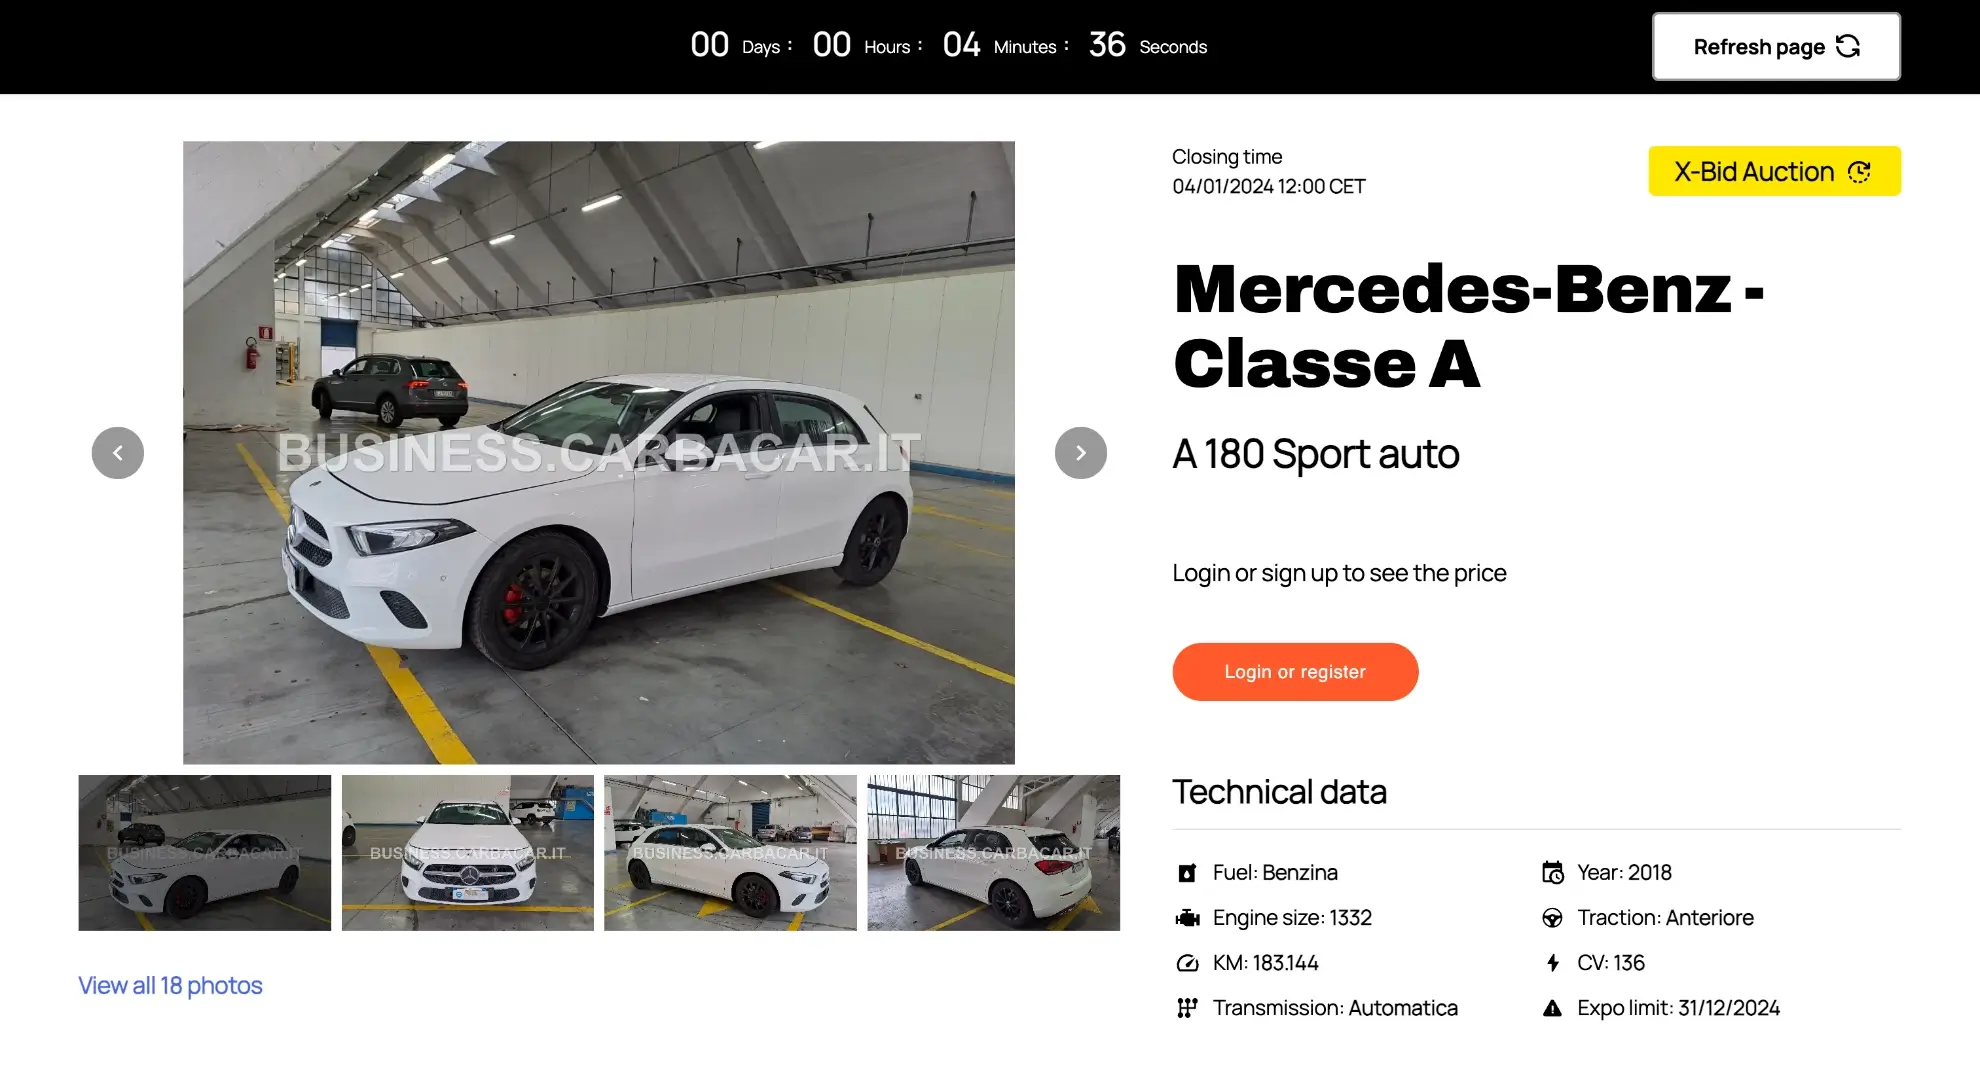 00 Days : 00 Hours : 04 Minutes : 36 Seconds
Refresh page
Closing time
04/01/2024 12:00 CET
X-Bid Auction
Mercedes-Benz -
Classe A
A 180 Sport auto
BUSINESS.CARBACAR.IT
Login or sign up to see the price
Login or register
BUSINESS.CARBACAR.IT
BUSINESS.CARBACAR.IT
BUSINESS.CARBACAR.IT
BUSINESS.CARBACAR.IT
View all 18 photos
Technical data
Fuel: Benzina
Year: 2018
Engine size: 1332
Traction: Anteriore
KM: 183.144
CV: 136
Transmission: Automatica
Expo limit: 31/12/2024